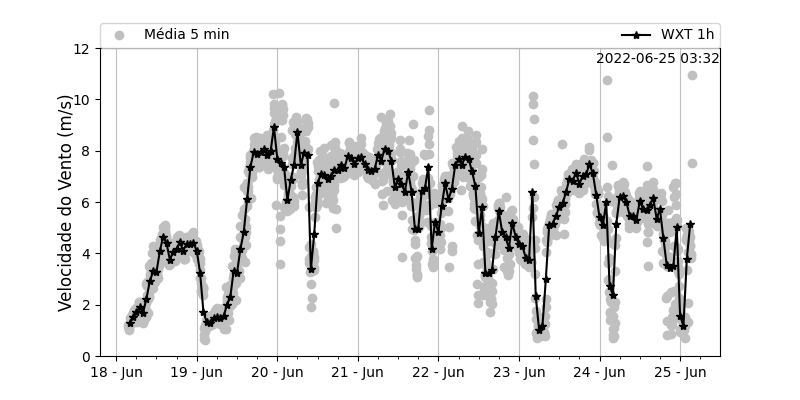 Média 5 min
WXT 1h
2022-06-25 03:32
Velocidade do Vento (m/s)
12
10
8
6
4
2
0
18 - Jun
19 - Jun
20 - Jun
21 - Jun
22 - Jun
23 - Jun
24 - Jun
25 - Jun